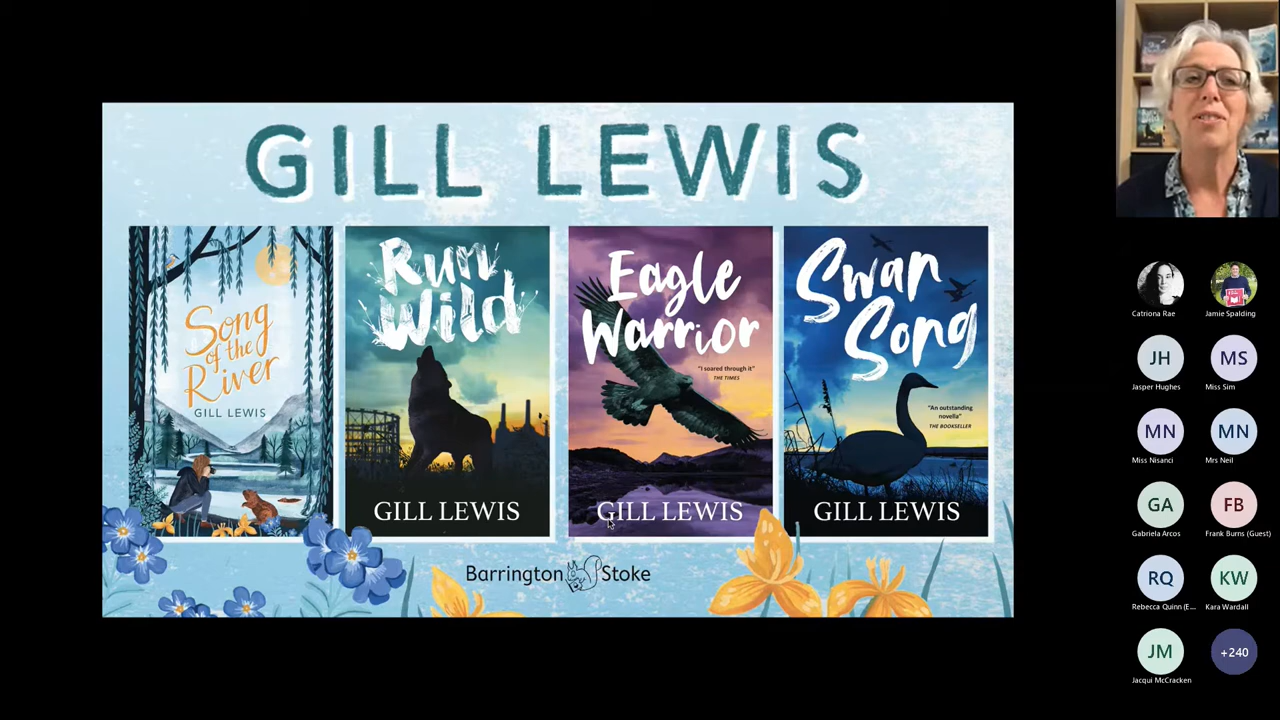 GILL LEWIS
Song
of the
River
GILL LEWIS
Run
Wild
GILL LEWIS
Eagle
Warrior
"I soared through it"
THE TIMES
GILL LEWIS
Swan
Song
"An outstanding
novella"
THE BOOKSELLER
GILL LEWIS
Barrington Stoke
Catriona Rae
Jamie Spalding
JH
MS
Jasper Hughes
Miss Sim
MN
MN
Miss Nisanci
Mrs Neil
GA
FB
Gabriela Arcos
Frank Burns (Guest)
RQ
KW
Rebecca Quinn (E...
Kara Wardall
JM
+240
Jacqui McCracken